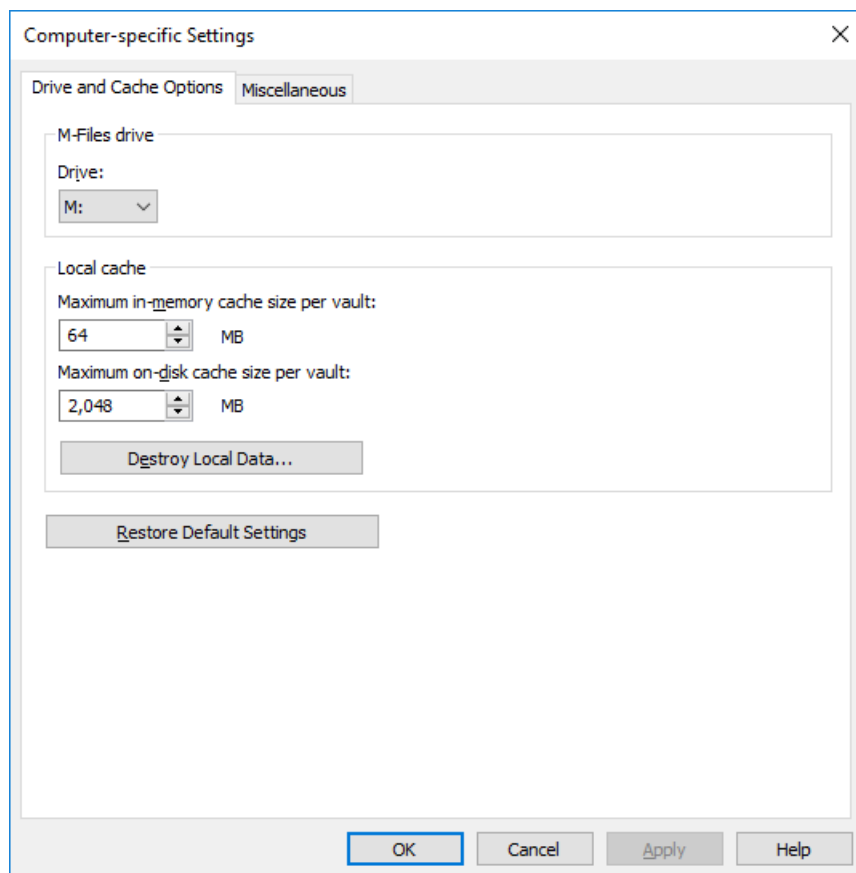 Computer-specific Settings
Drive and Cache Options
Miscellaneous
M-Files drive
Drive:
M:
Local cache
Maximum in-memory cache size per vault:
64
MB
Maximum on-disk cache size per vault:
2,048
MB
Destroy Local Data...
Restore Default Settings
OK
Cancel
Apply
Help